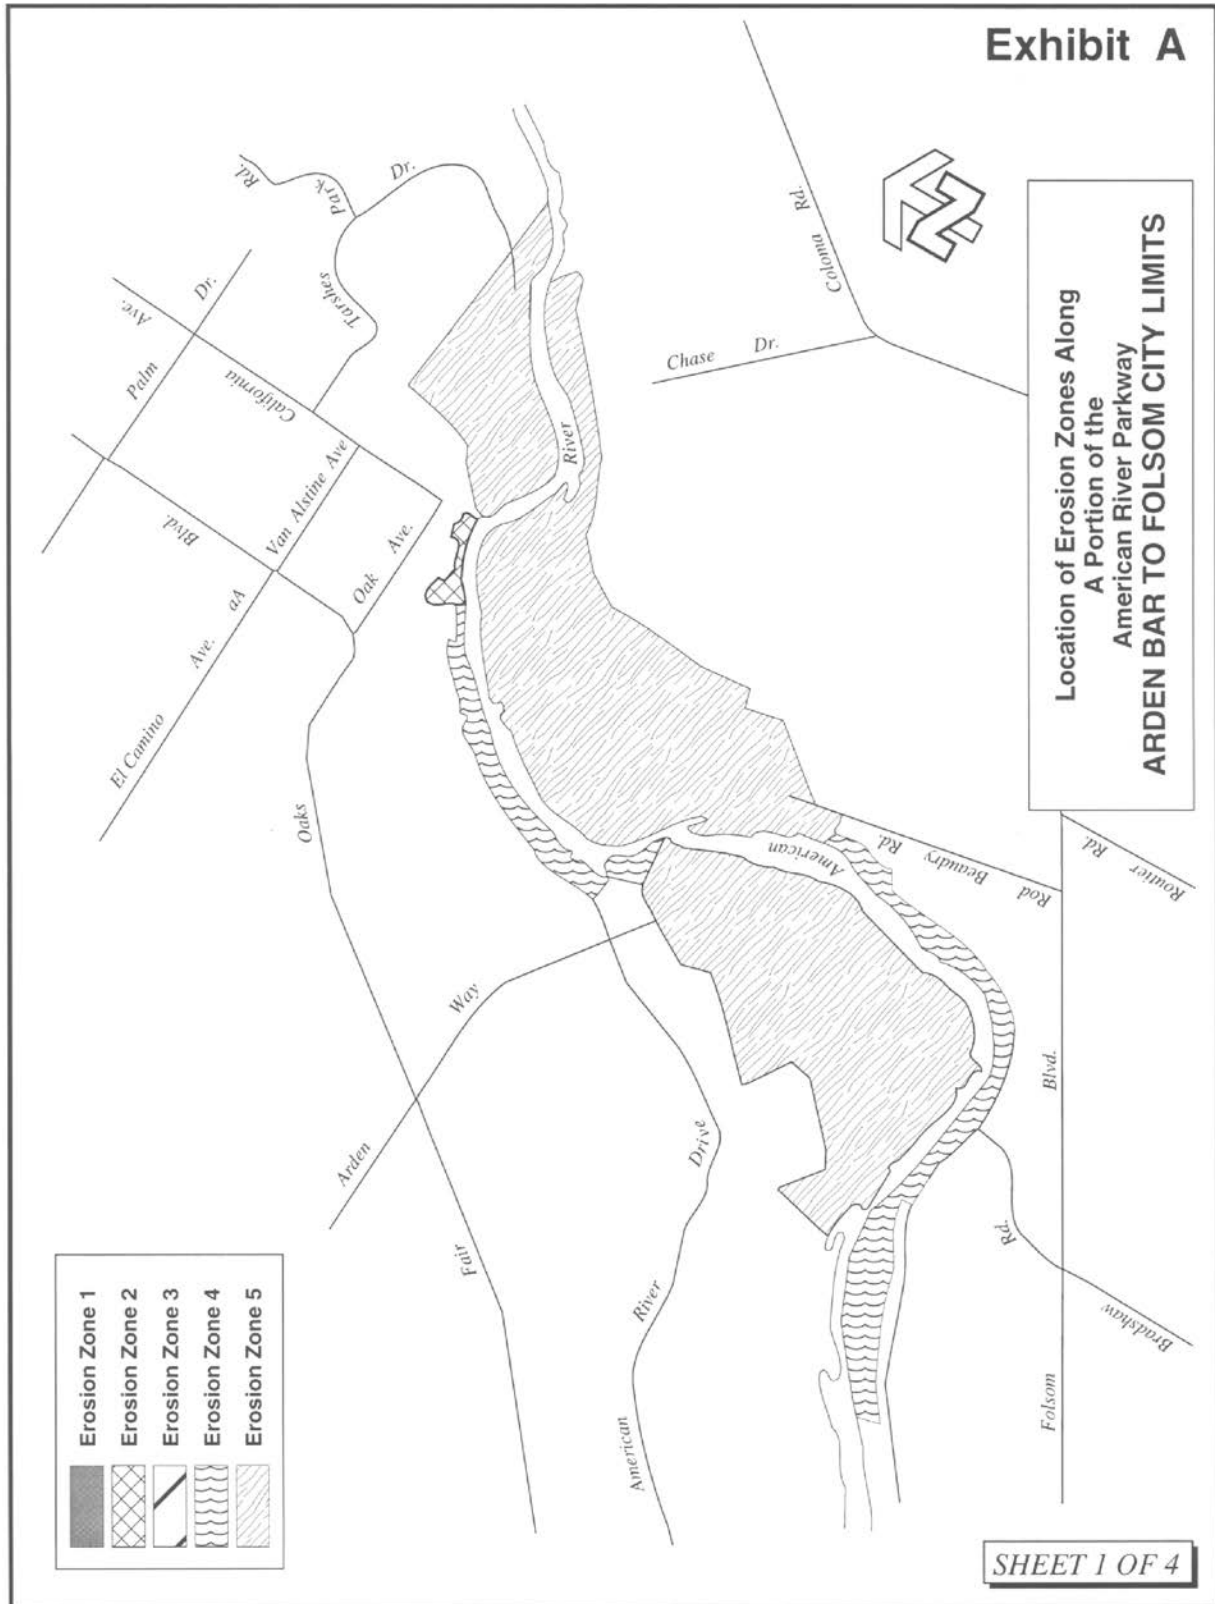 Exhibit A
Location of Erosion Zones Along
A Portion of the
American River Parkway
ARDEN BAR TO FOLSOM CITY LIMITS
Erosion Zone 1
Erosion Zone 2
Erosion Zone 3
Erosion Zone 4
Erosion Zone 5
Rd.
Park
Dr.
Tarshes
Ave.
Dr.
Palm
California
Blvd.
Van Alstine Ave
Oak Ave.
El Camino Ave. aA
Oaks
Fair
Arden Way
American River Drive
River
American
Coloma Rd.
Chase Dr.
Rod Beaudry Rd.
Routier Rd.
Folsom Blvd.
Bradshaw Rd.
SHEET 1 OF 4